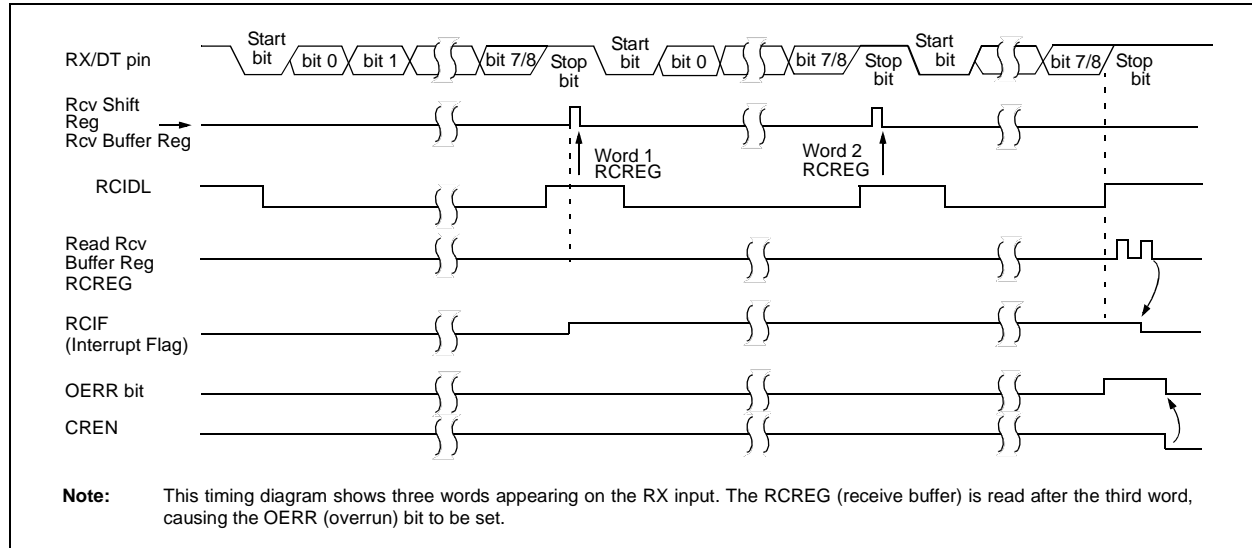 Start bit
bit 0
bit 1
bit 7/8
Stop bit
Start bit
bit 0
bit 7/8
Stop bit
Start bit
bit 7/8
Stop bit
RX/DT pin
Rcv Shift
Reg
Rcv Buffer Reg
Word 1
RCREG
Word 2
RCREG
RCIDL
Read Rcv
Buffer Reg
RCREG
RCIF
(Interrupt Flag)
OERR bit
CREN
Note: This timing diagram shows three words appearing on the RX input. The RCREG (receive buffer) is read after the third word,
causing the OERR (overrun) bit to be set.